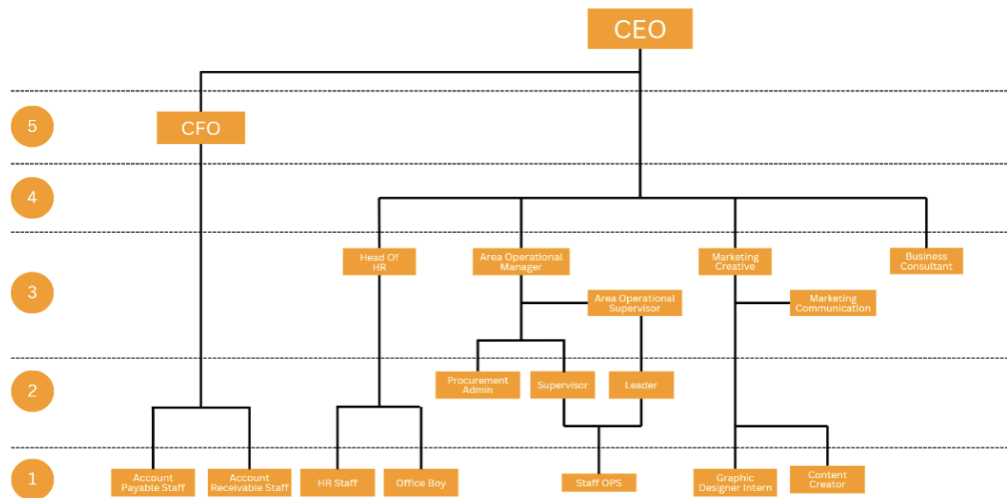 CEO
5
CFO
4
Head Of
HR
Area Operational
Manager
Marketing
Creative
Business
Consultant
3
Area Operational
Supervisor
Marketing
Communication
2
Procurement
Admin
Supervisor
Leader
1
Account
Payable Staff
Account
Receivable Staff
HR Staff
Office Boy
Staff OPS
Graphic
Designer Intern
Content
Creator